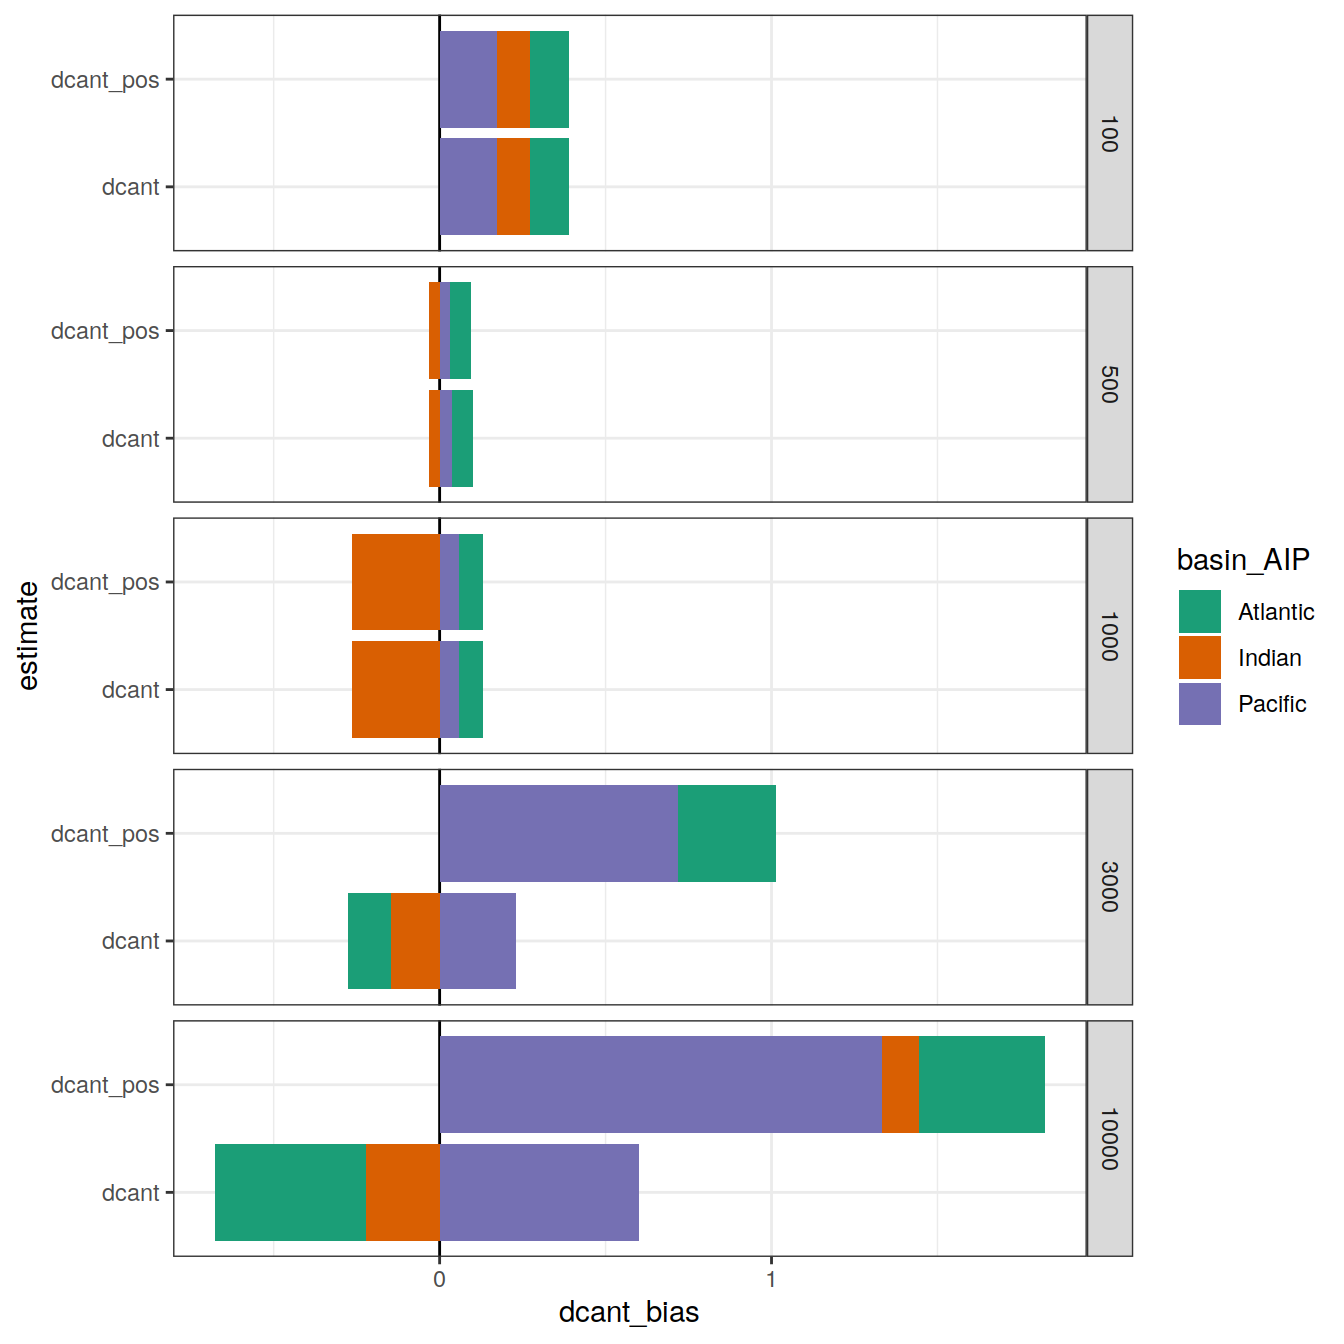 dcant_pos
dcant
100
dcant_pos
dcant
500
dcant_pos
dcant
1000
dcant_pos
dcant
3000
dcant_pos
dcant
10000
0
1
dcant_bias
estimate
basin_AIP
Atlantic
Indian
Pacific